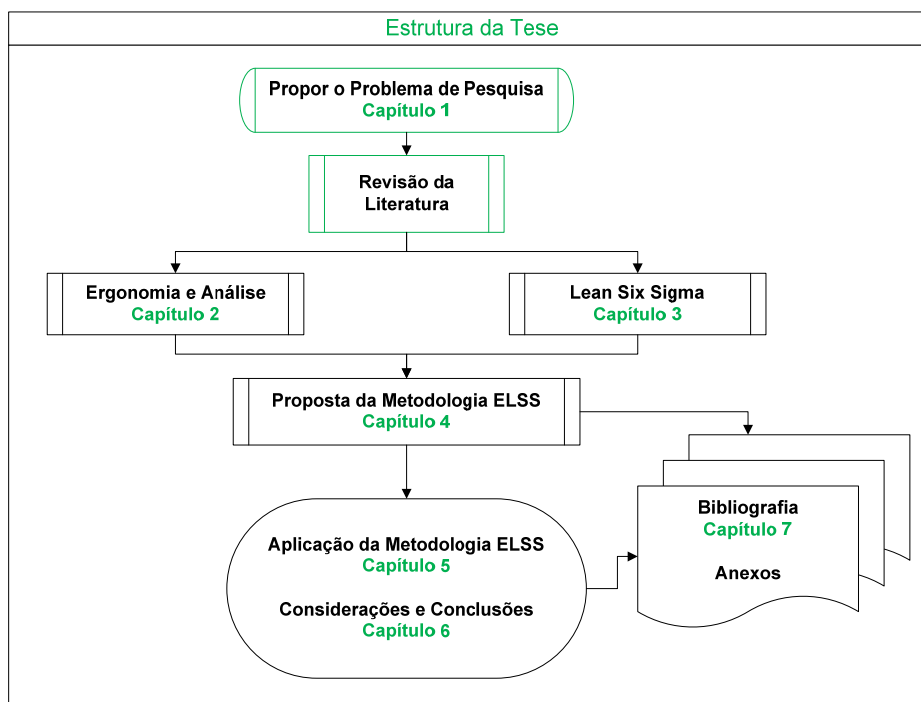 Estrutura da Tese
Propor o Problema de Pesquisa
Capítulo 1
Revisão da
Literatura
Ergonomia e Análise
Capítulo 2
Lean Six Sigma
Capítulo 3
Proposta da Metodologia ELSS
Capítulo 4
Aplicação da Metodologia ELSS
Capítulo 5
Considerações e Conclusões
Capítulo 6
Bibliografia
Capítulo 7
Anexos